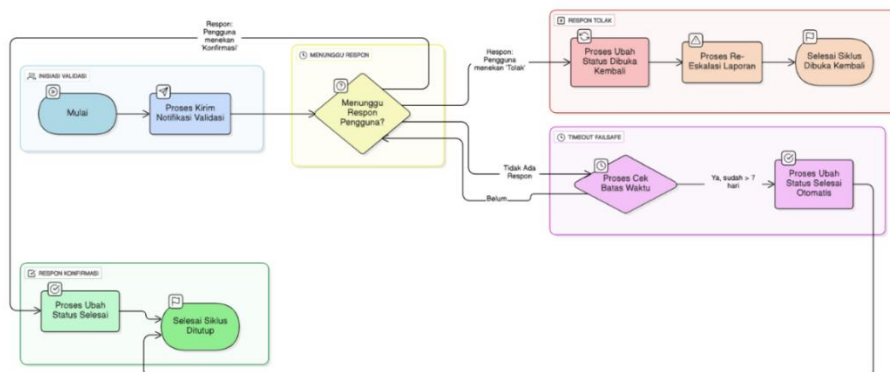 Respon:
Pengguna
menekan
'Konfirmasi'
RESPON TOLAK
Proses Ubah
Status Dibuka
Kembali
Proses Re-
Eskalasi Laporan
Selesai Siklus
Dibuka Kembali
INISIASI VALIDASI
Mulai
Proses Kirim
Notifikasi Validasi
MENUNGGU RESPON
Menunggu
Respon
Pengguna?
Respon:
Pengguna
menekan 'Tolak'
TIMEOUT FAILSAFE
Tidak Ada
Respon
Belum
Proses Cek
Batas Waktu
Ya, sudah > 7
hari
Proses Ubah
Status Selesai
Otomatis
RESPON KONFIRMASI
Proses Ubah
Status Selesai
Selesai Siklus
Ditutup